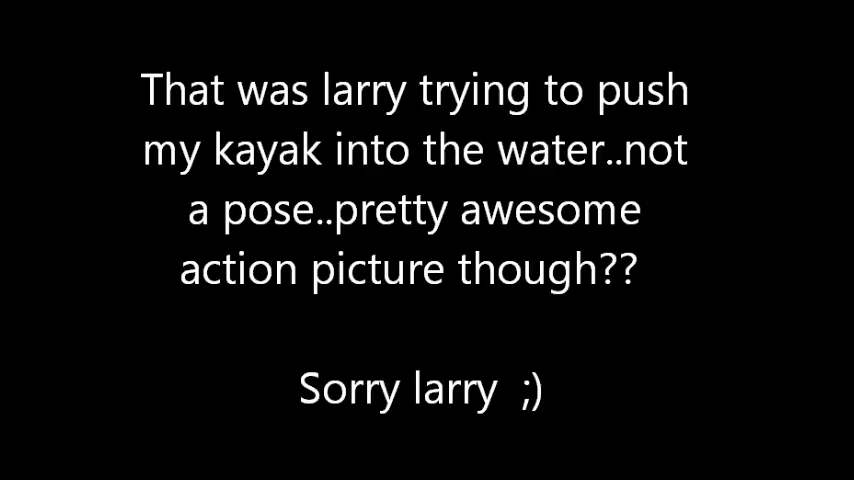 That was larry trying to push
my kayak into the water..not
a pose..pretty awesome
action picture though??
Sorry larry  ;)